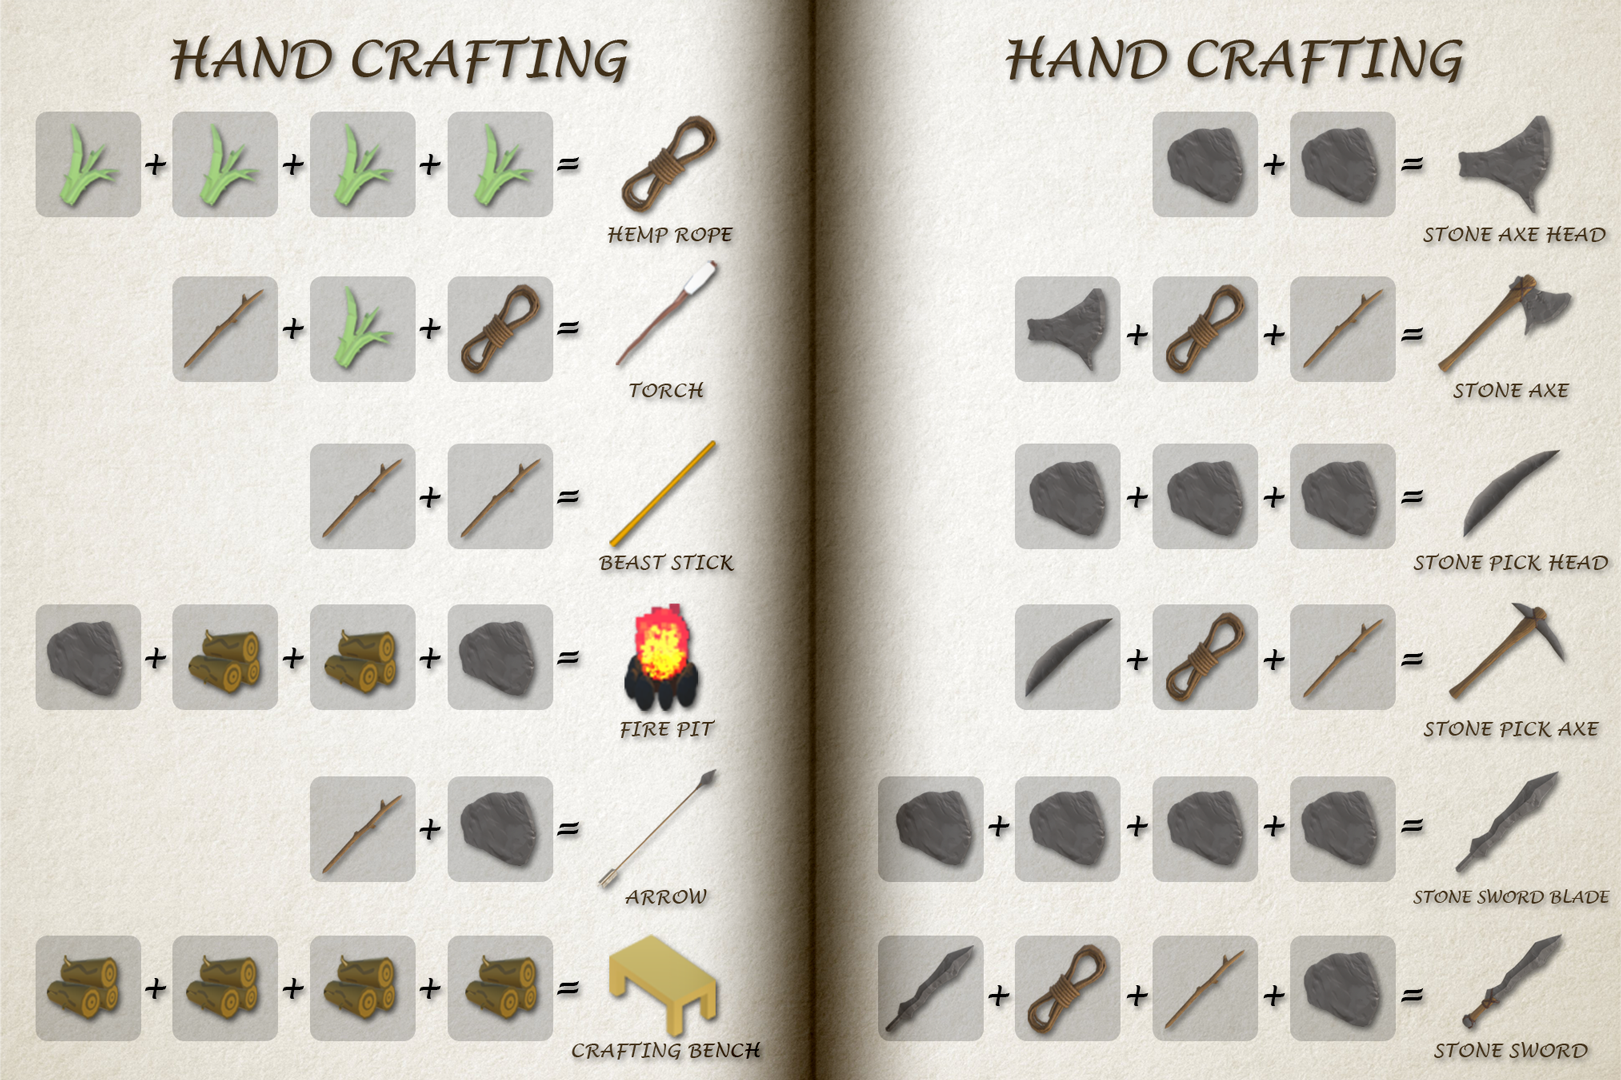 HAND CRAFTING
+ + + =
HEMP ROPE
+ + =
TORCH
+ =
BEAST STICK
+ + + =
FIRE PIT
+ =
ARROW
+ + + =
CRAFTING BENCH
HAND CRAFTING
+ =
STONE AXE HEAD
+ + =
STONE AXE
+ + =
STONE PICK HEAD
+ + =
STONE PICK AXE
+ + + =
STONE SWORD BLADE
+ + + =
STONE SWORD